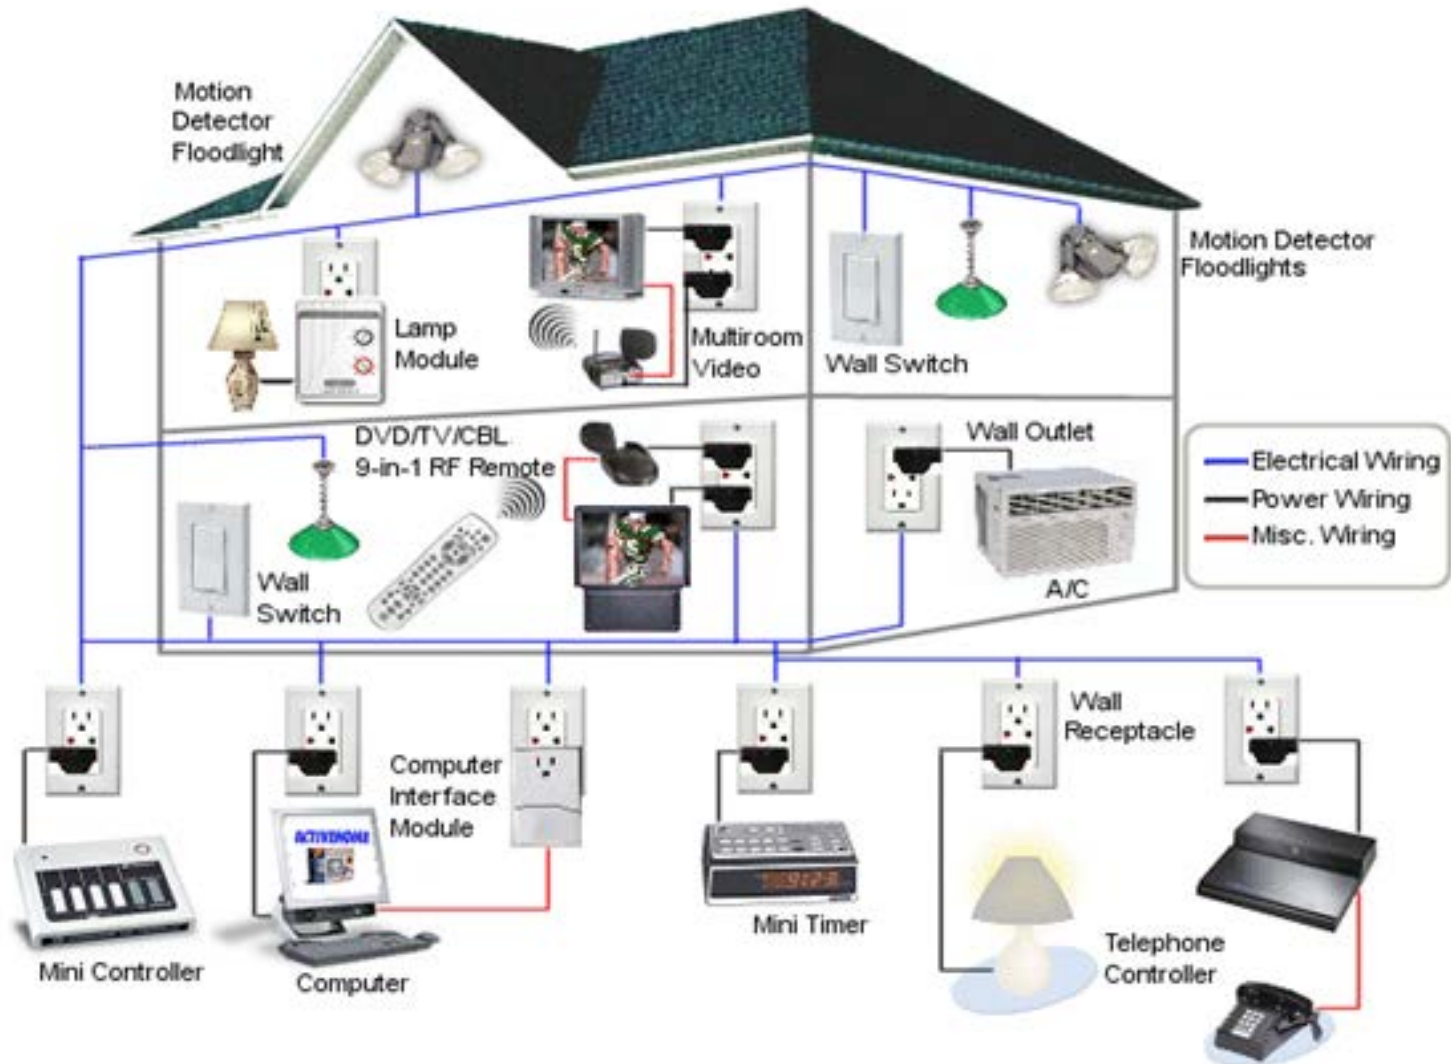 Motion
Detector
Floodlight
Motion Detector
Floodlights
Lamp
Module
Multiroom
Video
Wall Switch
DVD/TV/CBL
9-in-1 RF Remote
Wall Outlet
Electrical Wiring
Power Wiring
Misc. Wiring
Wall
Switch
A/C
Wall
Receptacle
Computer
Interface
Module
ACTIVEHOME
Mini Controller
Computer
Mini Timer
Telephone
Controller